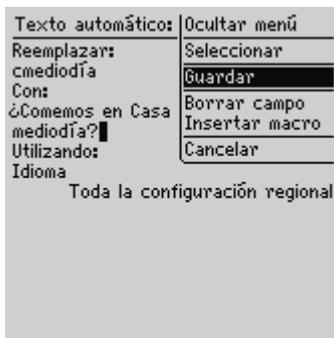 Texto automático:
Reemplazar:
cmediodía
Con:
¿Comemos en Casa
mediodía?
Utilizando:
Idioma
Toda la configuración regional
Ocultar menú
Seleccionar
Guardar
Borrar campo
Insertar macro
Cancelar